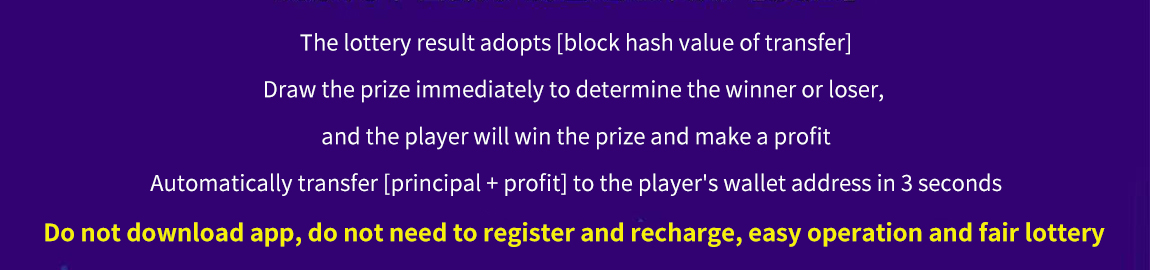 The lottery result adopts [block hash value of transfer]
Draw the prize immediately to determine the winner or loser,
and the player will win the prize and make a profit
Automatically transfer [principal + profit] to the player's wallet address in 3 seconds
Do not download app, do not need to register and recharge, easy operation and fair lottery